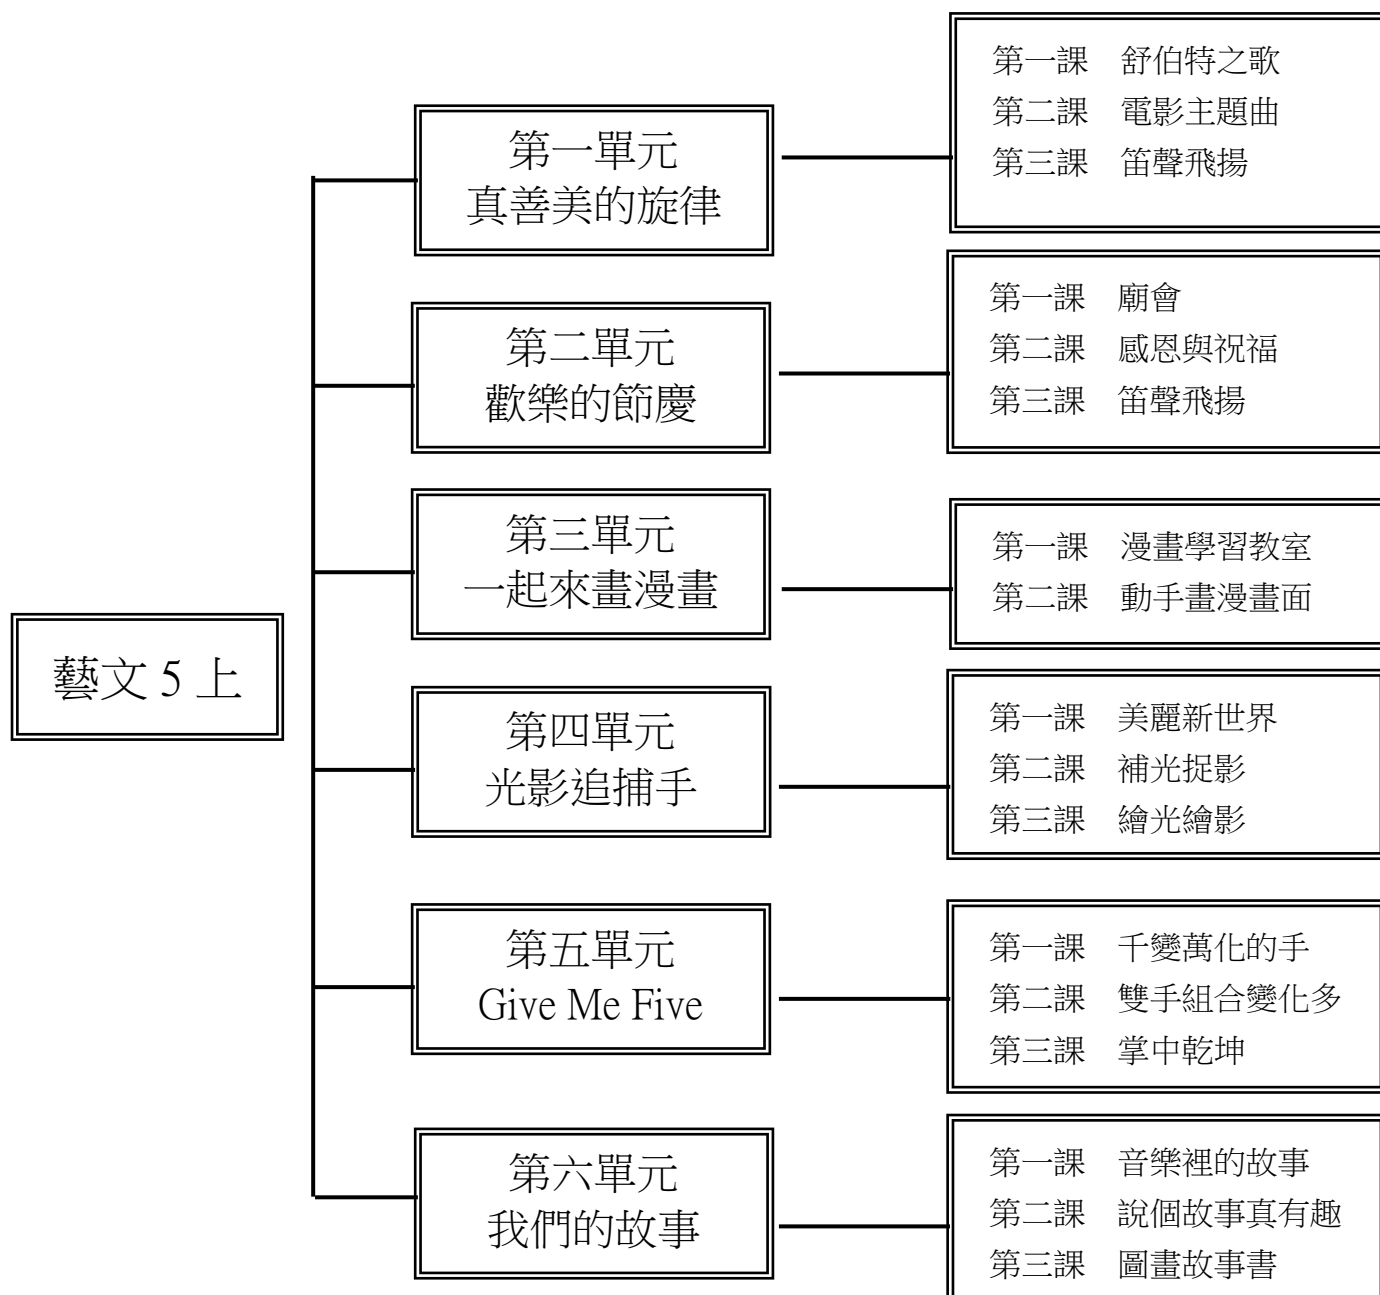 藝文 5 上
第一單元
真善美的旋律
第一課　舒伯特之歌
第二課　電影主題曲
第三課　笛聲飛揚
第二單元
歡樂的節慶
第一課　廟會
第二課　感恩與祝福
第三課　笛聲飛揚
第三單元
一起來畫漫畫
第一課　漫畫學習教室
第二課　動手畫漫畫面
第四單元
光影追捕手
第一課　美麗新世界
第二課　補光捉影
第三課　繪光繪影
第五單元
Give Me Five
第一課　千變萬化的手
第二課　雙手組合變化多
第三課　掌中乾坤
第六單元
我們的故事
第一課　音樂裡的故事
第二課　說個故事真有趣
第三課　圖畫故事書